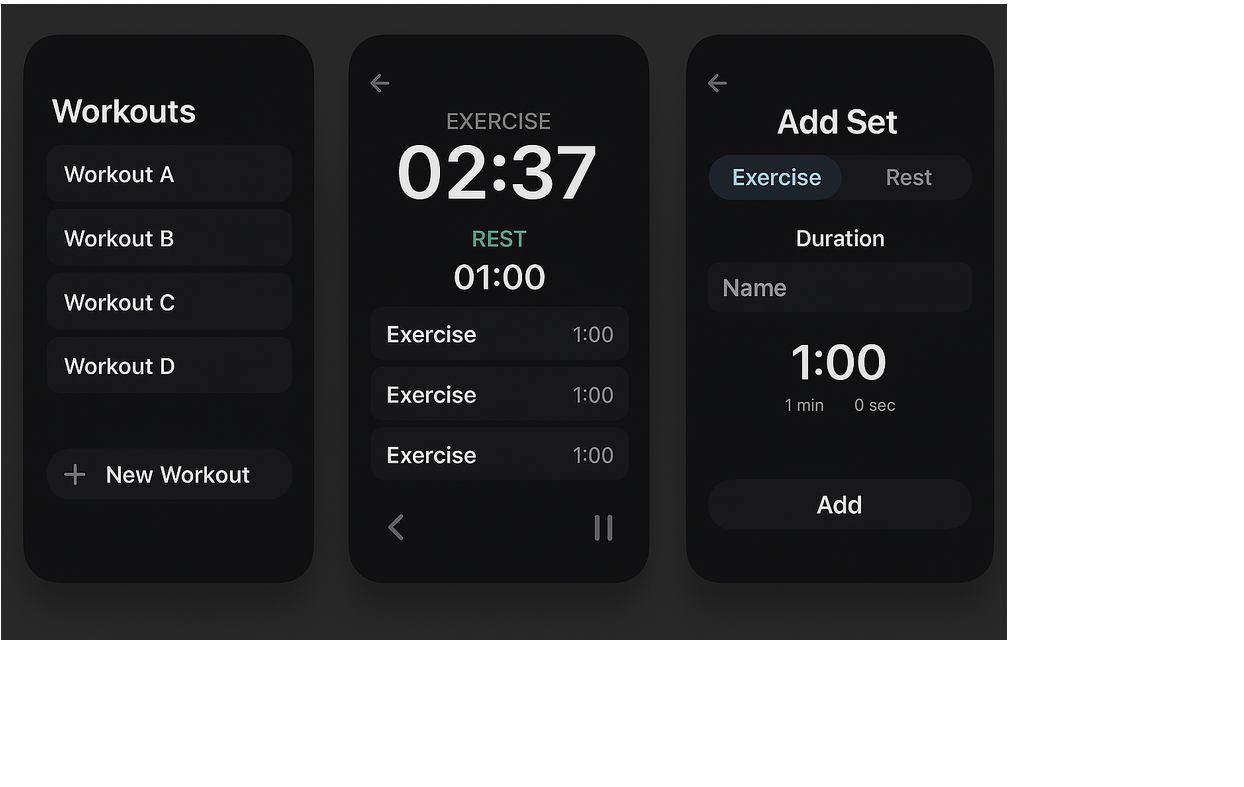 Workouts
Workout A
Workout B
Workout C
Workout D
New Workout
EXERCISE
02:37
REST
01:00
Exercise 1:00
Exercise 1:00
Exercise 1:00
Add Set
Exercise Rest
Duration
Name
1:00
1 min 0 sec
Add